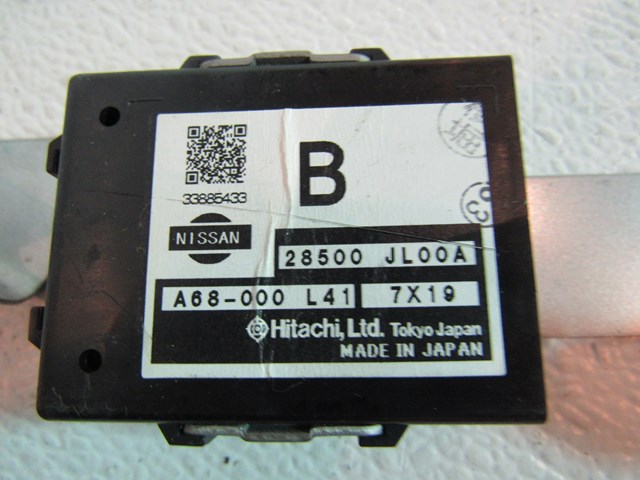 B
33885433
NISSAN
28500 JL00A
A68-000 L41 7X19
Hitachi, Ltd. Tokyo Japan
MADE IN JAPAN